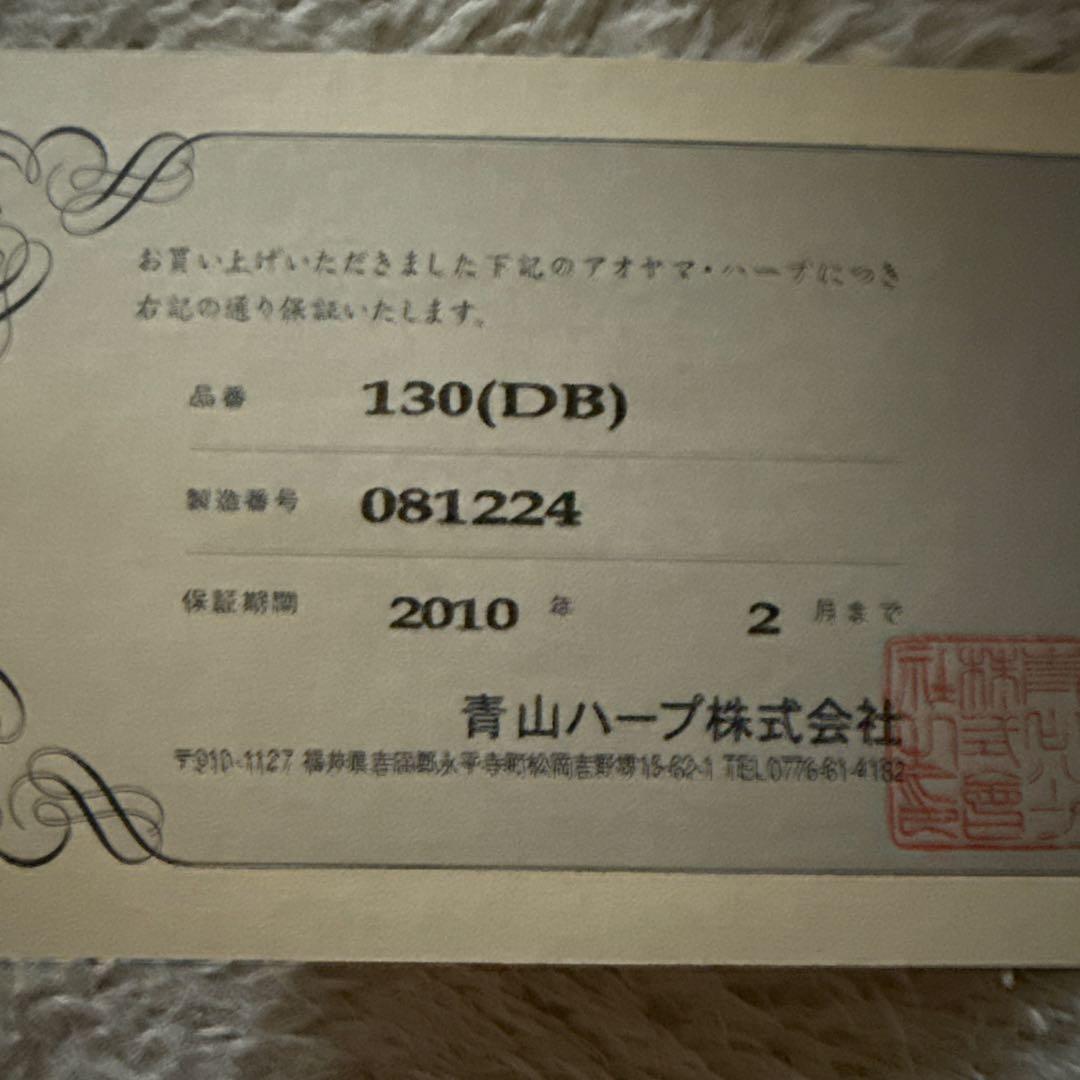 お買い上げいただきました下記のアオヤマ・ハープにつき
右記の通り保証いたします。
品番 130(DB)
製造番号 081224
保証期間 2010 年 2 月まで
青山ハープ株式会社
〒910-1127 福井県吉田郡永平寺町松岡吉野堺15-62-1 TEL0776-61-4182